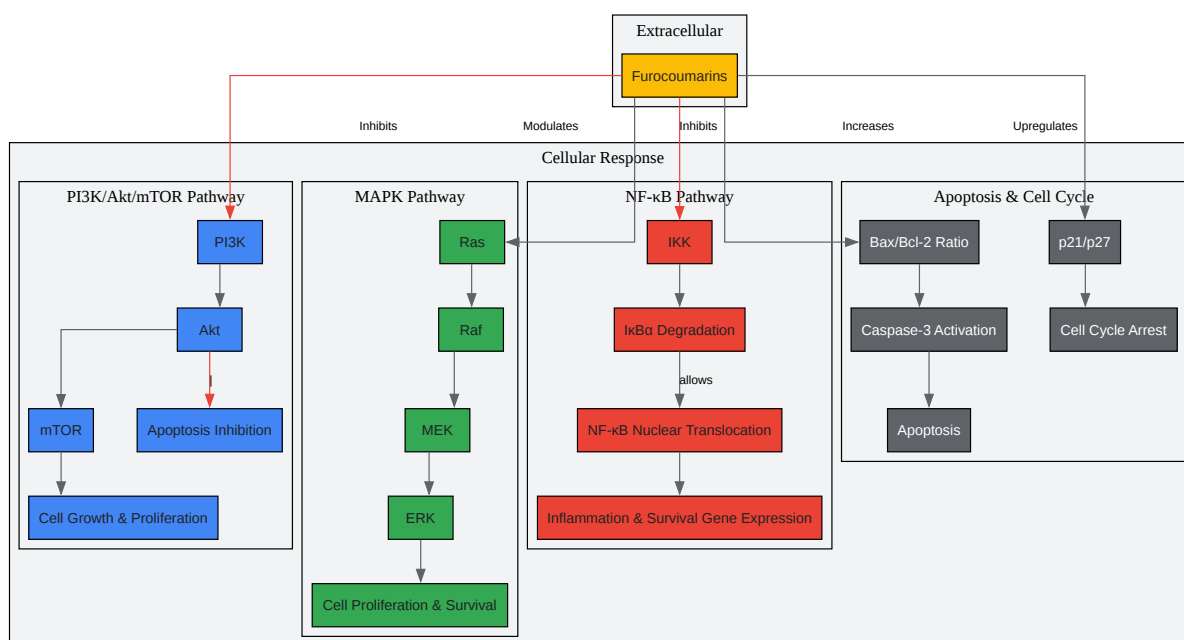 Extracellular
Furocoumarins
Inhibits
Modulates
Inhibits
Increases
Upregulates
Cellular Response
PI3K/Akt/mTOR Pathway
PI3K
Akt
mTOR
Apoptosis Inhibition
Cell Growth & Proliferation
MAPK Pathway
Ras
Raf
MEK
ERK
Cell Proliferation & Survival
NF-κB Pathway
IKK
IκBα Degradation
allows
NF-κB Nuclear Translocation
Inflammation & Survival Gene Expression
Apoptosis & Cell Cycle
Bax/Bcl-2 Ratio
p21/p27
Caspase-3 Activation
Cell Cycle Arrest
Apoptosis